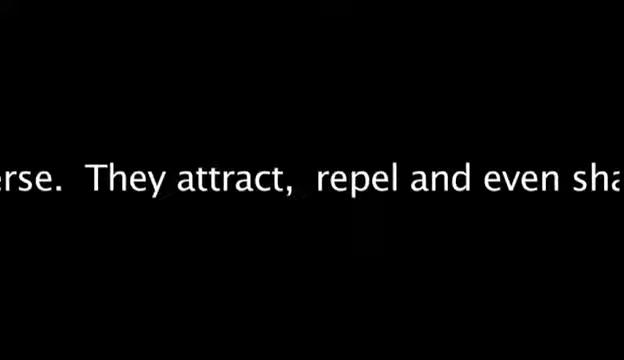 erse. They attract, repel and even sha